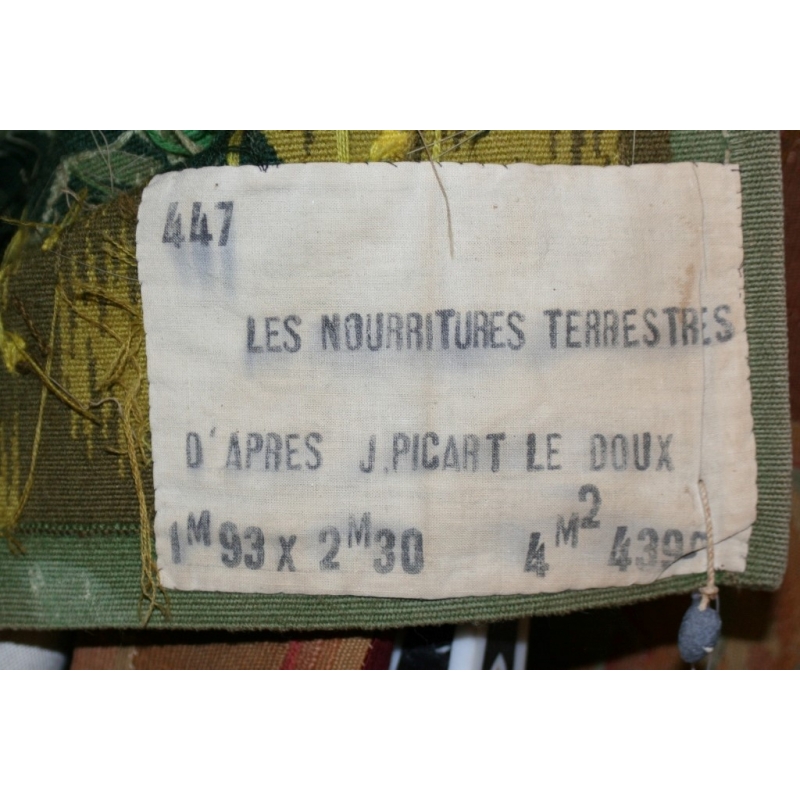 447
LES NOURRITURES TERRESTRES
D'APRES J.PICART LE DOUX
1M93 X 2M30 4M2 4390